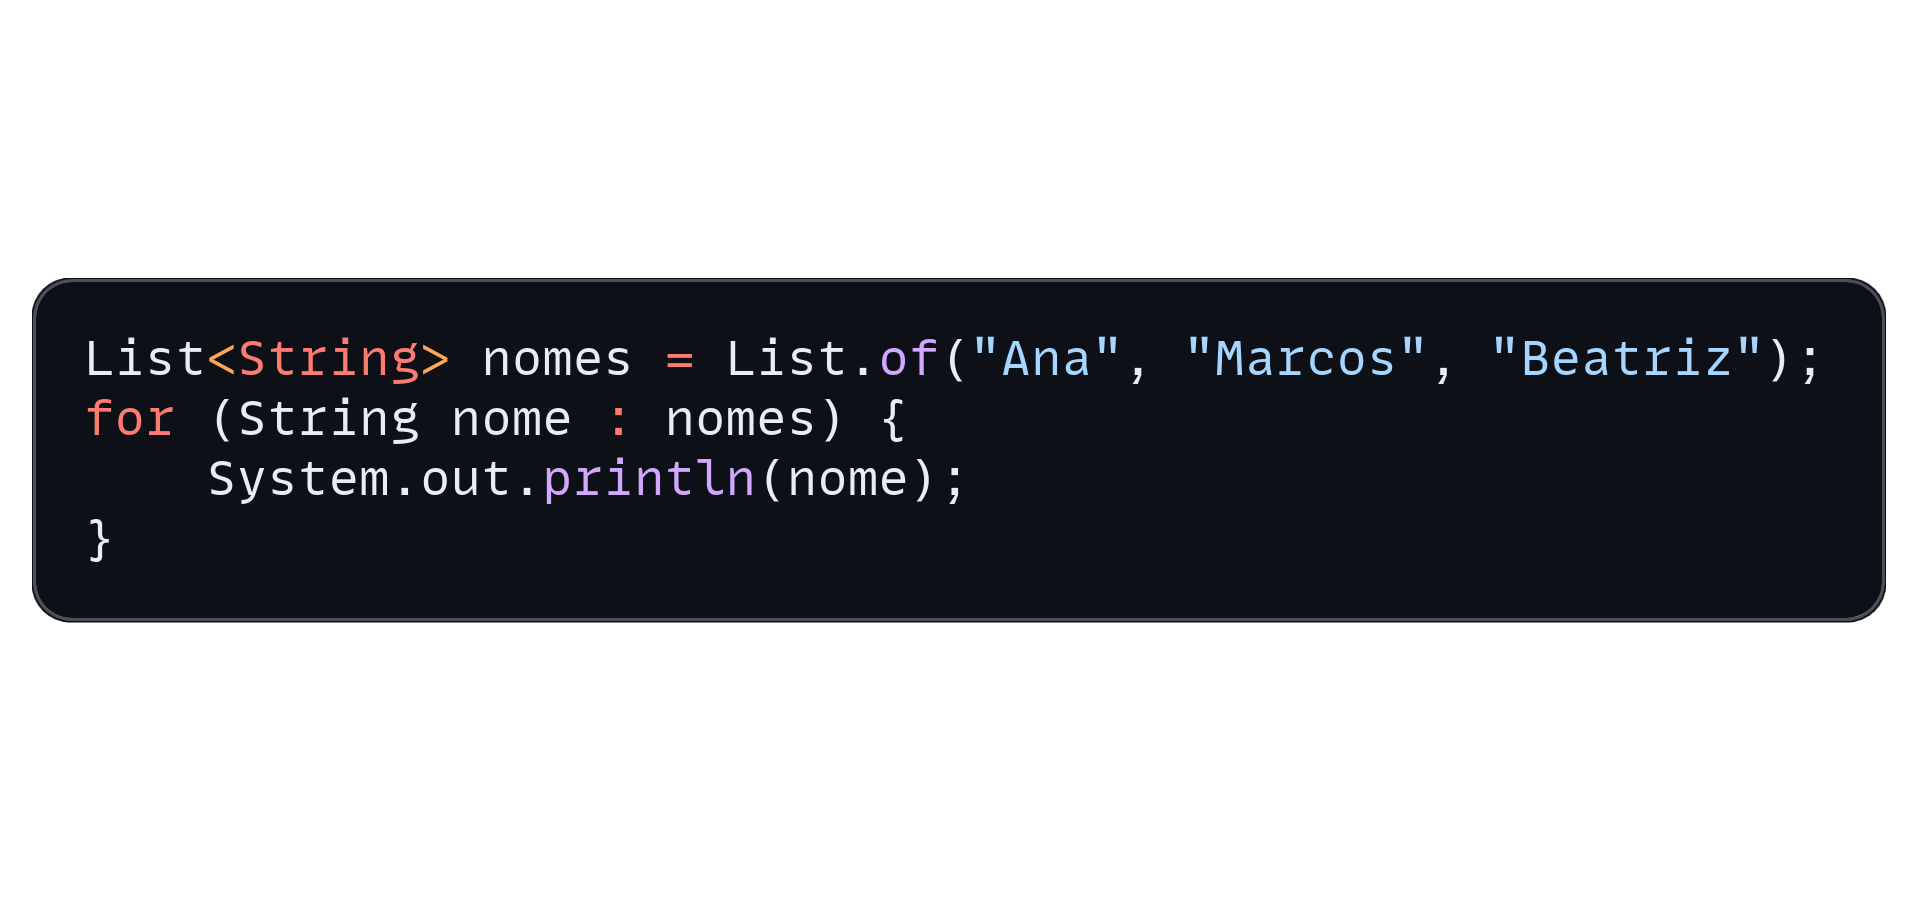 List<String> nomes = List.of("Ana", "Marcos", "Beatriz");
for (String nome : nomes) {
    System.out.println(nome);
}